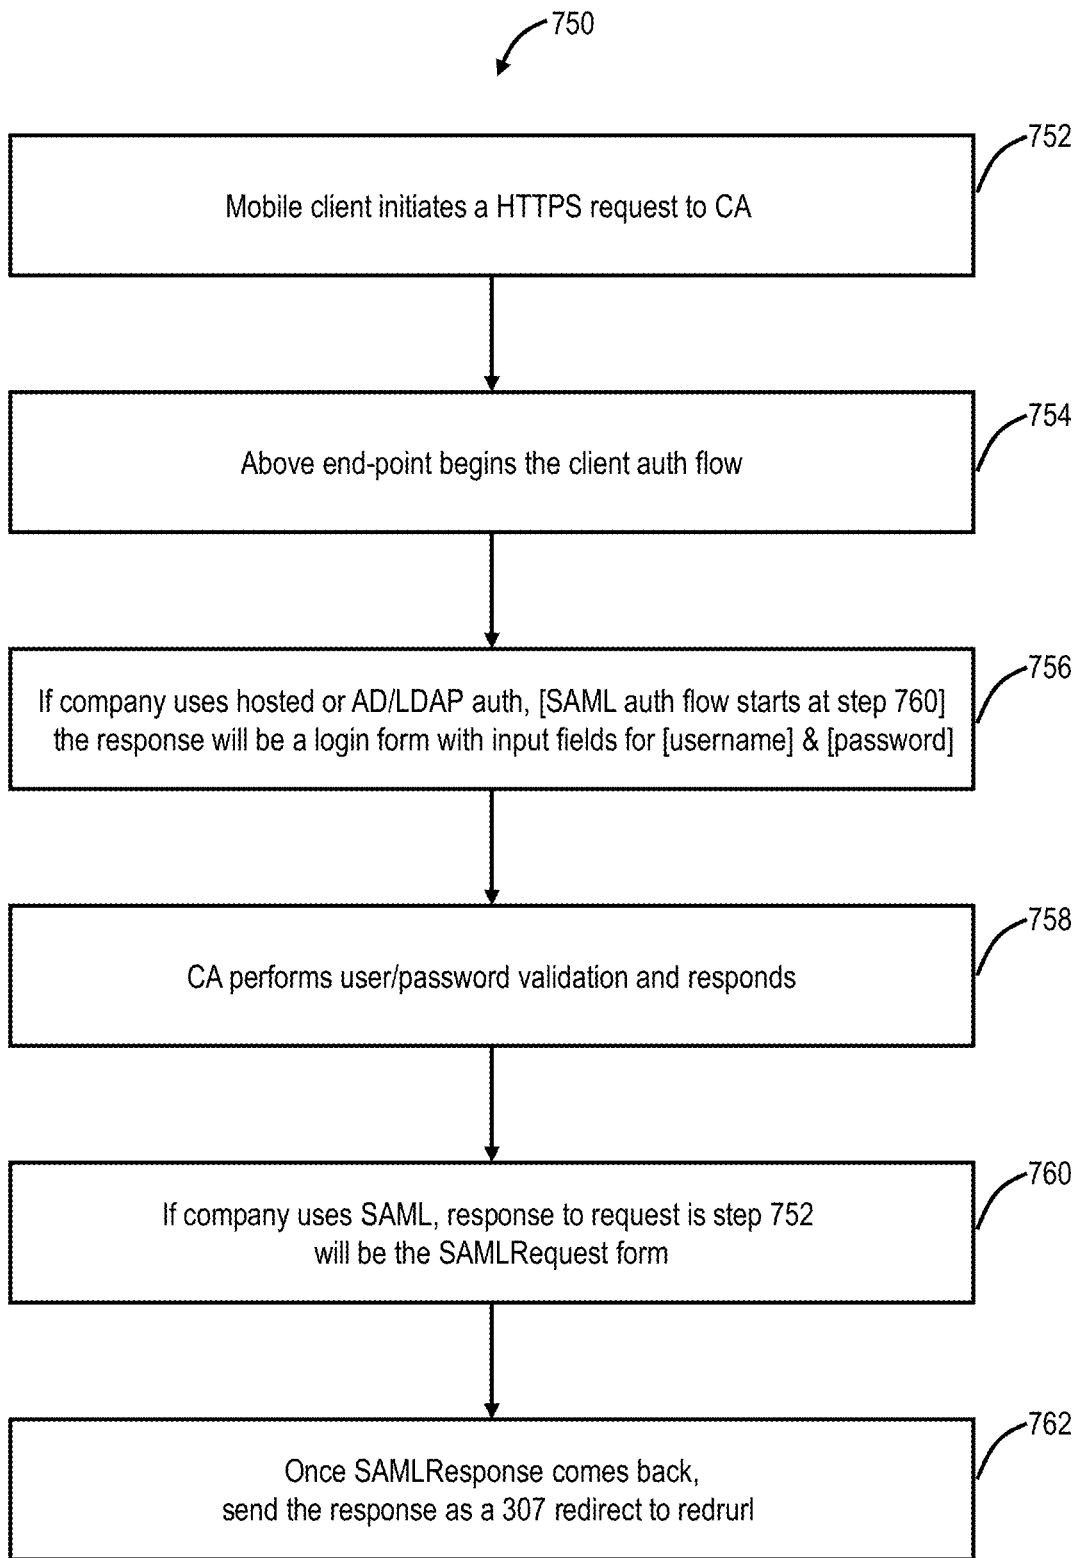 750
752
Mobile client initiates a HTTPS request to CA
754
Above end-point begins the client auth flow
756
If company uses hosted or AD/LDAP auth, [SAML auth flow starts at step 760]
the response will be a login form with input fields for [username] & [password]
758
CA performs user/password validation and responds
760
If company uses SAML, response to request is step 752
will be the SAMLRequest form
762
Once SAMLResponse comes back,
send the response as a 307 redirect to redrurl